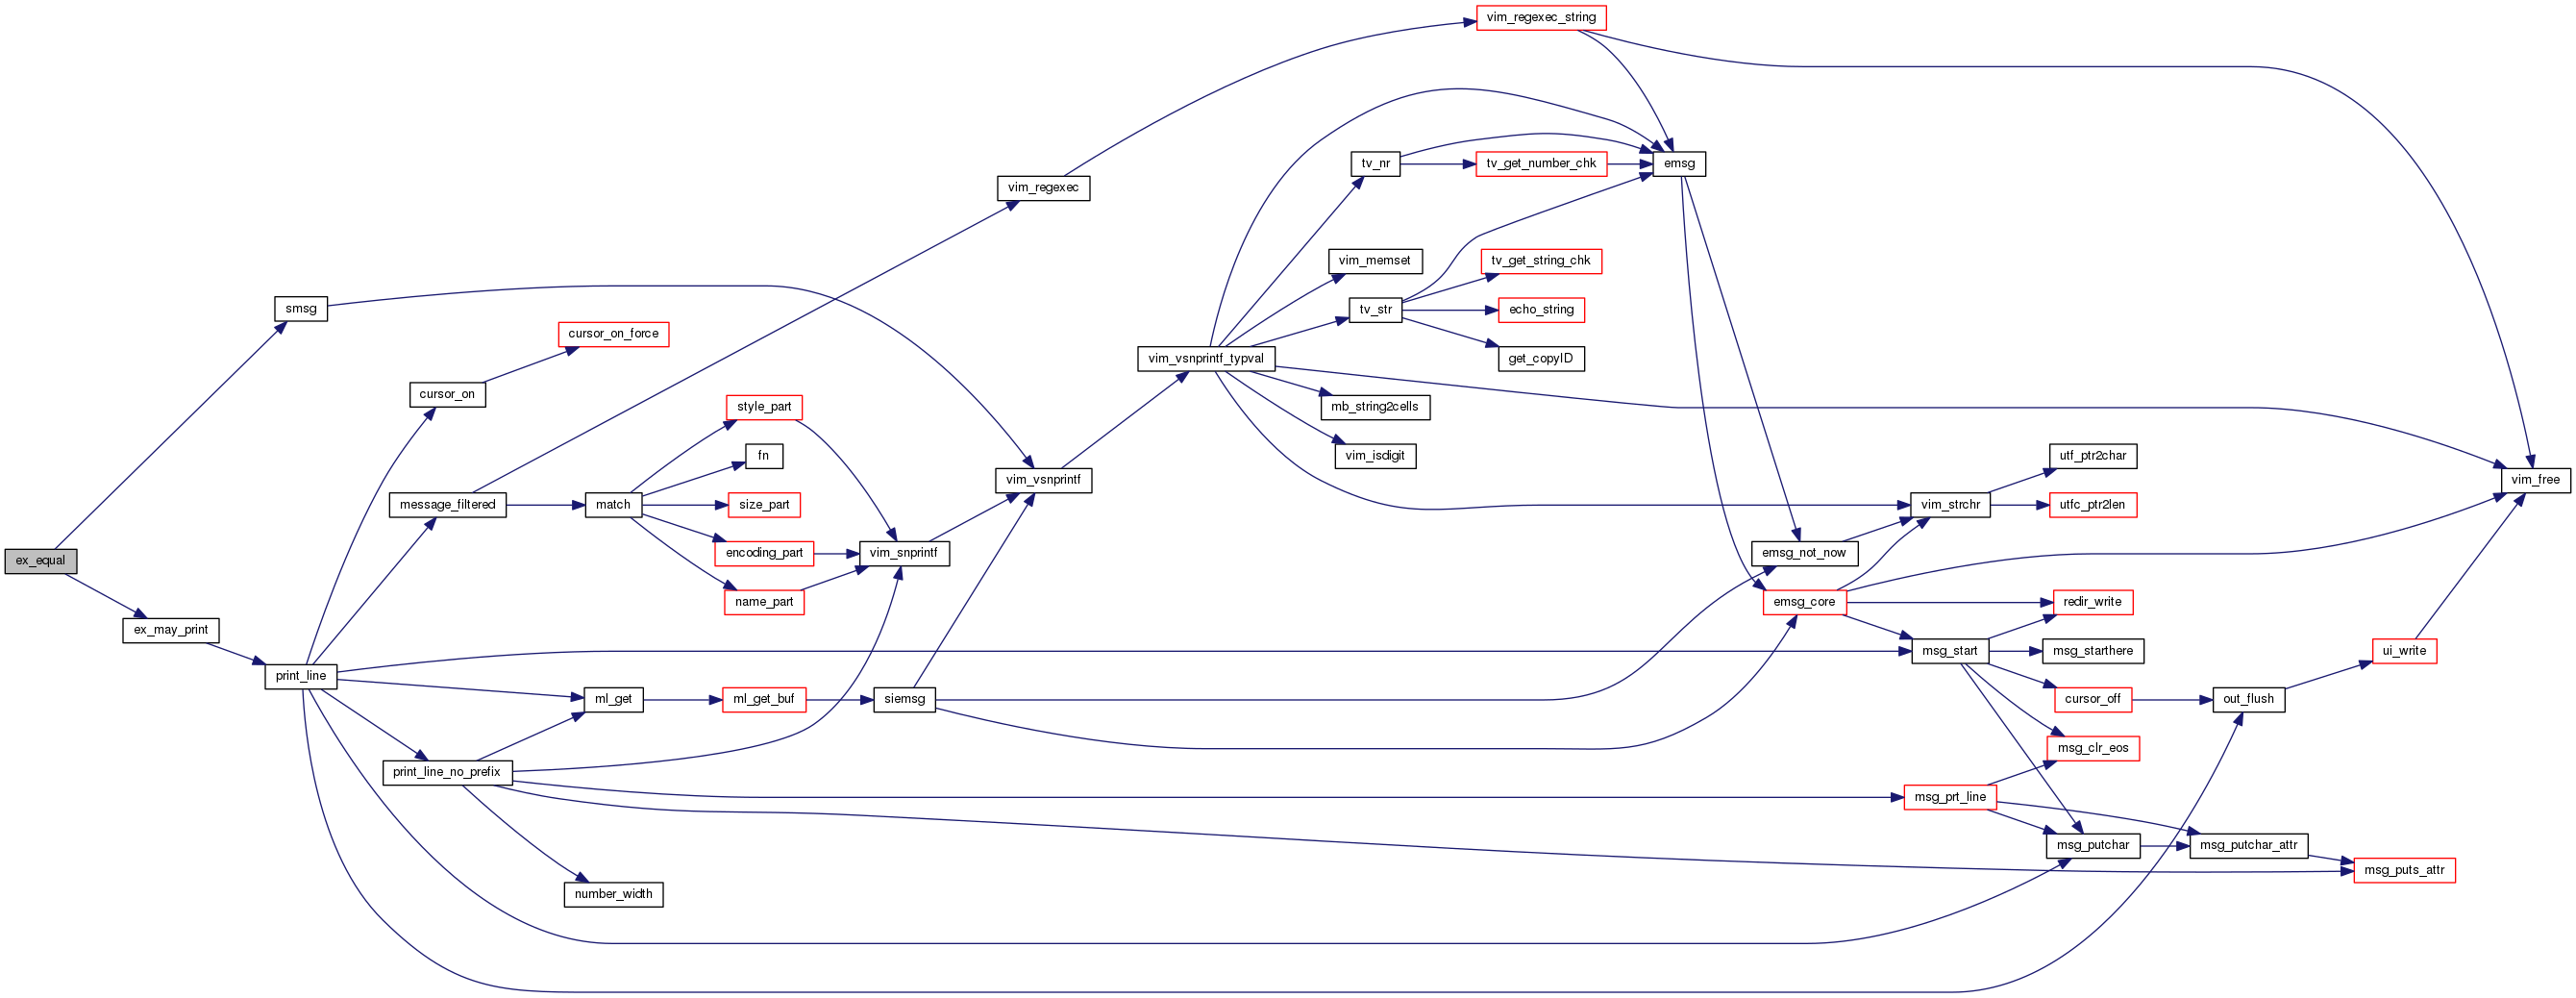 ex_equal
smsg
ex_may_print
print_line
cursor_on
message_filtered
print_line_no_prefix
cursor_on_force
match
ml_get
number_width
style_part
fn
size_part
encoding_part
name_part
ml_get_buf
vim_snprintf
siemsg
vim_regexec
vim_vsnprintf
vim_vsnprintf_typval
tv_nr
vim_memset
tv_str
mb_string2cells
vim_isdigit
vim_regexec_string
tv_get_number_chk
tv_get_string_chk
echo_string
get_copyID
emsg
emsg_not_now
emsg_core
vim_strchr
msg_start
msg_prt_line
utf_ptr2char
utfc_ptr2len
redir_write
msg_starthere
cursor_off
msg_clr_eos
msg_putchar
out_flush
msg_putchar_attr
ui_write
msg_puts_attr
vim_free